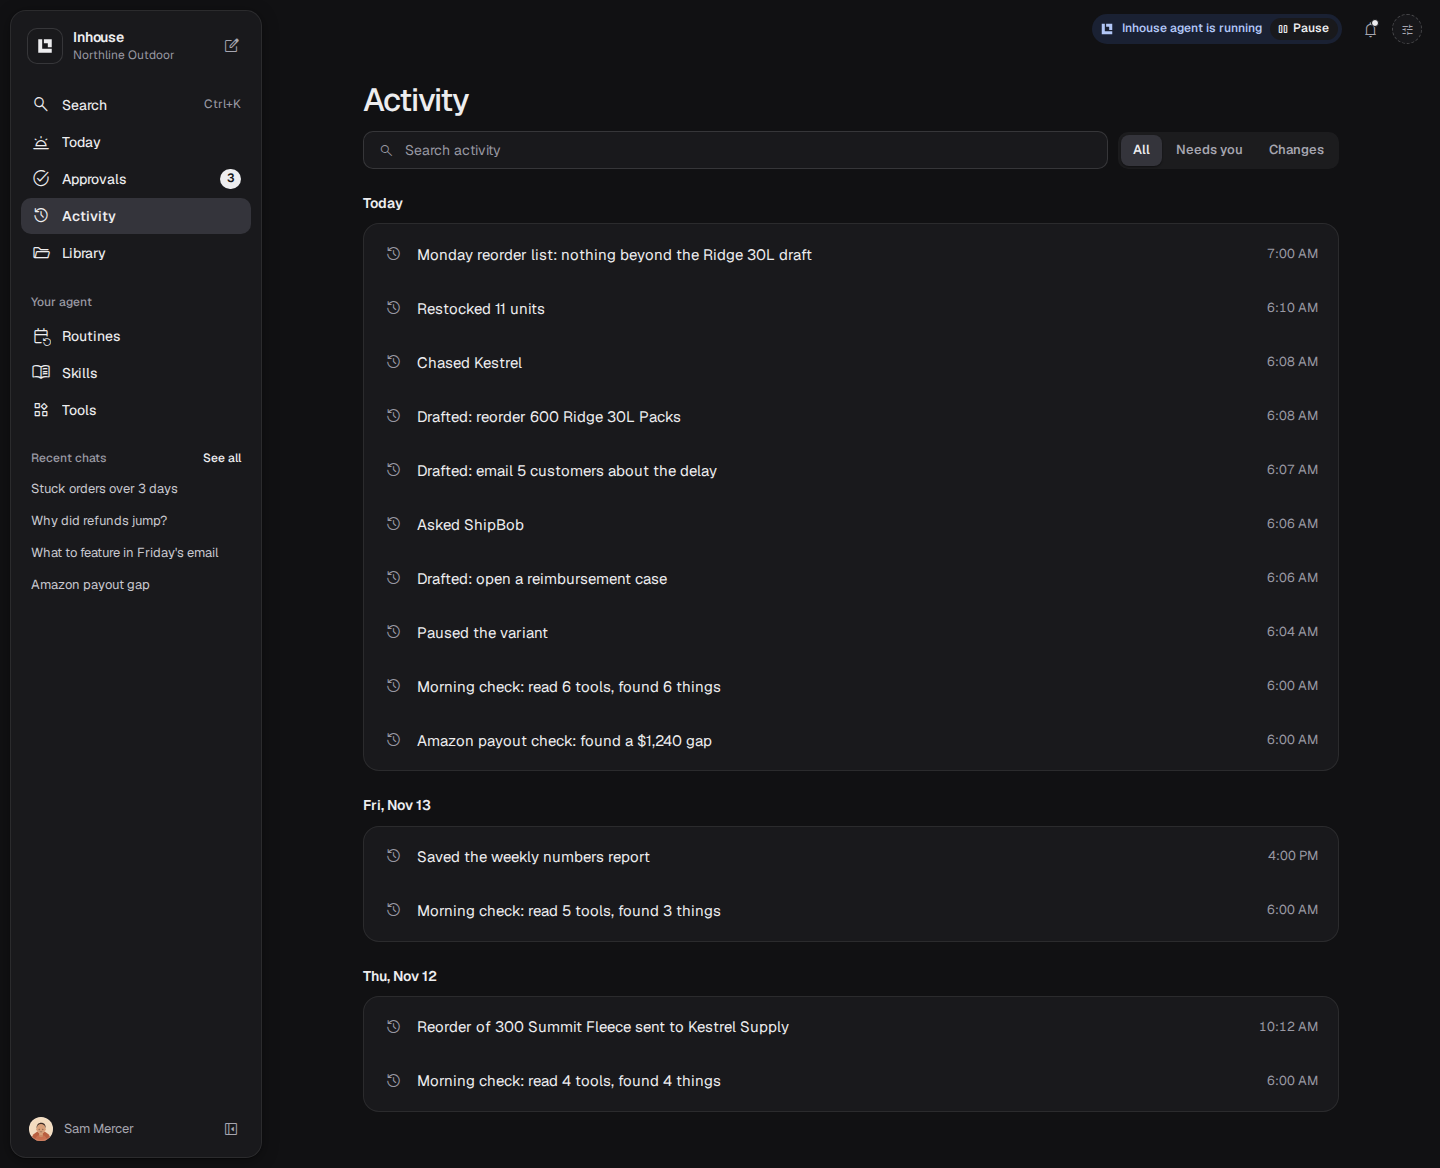 Inhouse
Northline Outdoor
Search Ctrl+K
Today
Approvals 3
Activity
Library
Your agent
Routines
Skills
Tools
Recent chats See all
Stuck orders over 3 days
Why did refunds jump?
What to feature in Friday's email
Amazon payout gap
Sam Mercer
Inhouse agent is running Pause
Activity
Search activity All Needs you Changes
Today
Monday reorder list: nothing beyond the Ridge 30L draft 7:00 AM
Restocked 11 units 6:10 AM
Chased Kestrel 6:08 AM
Drafted: reorder 600 Ridge 30L Packs 6:08 AM
Drafted: email 5 customers about the delay 6:07 AM
Asked ShipBob 6:06 AM
Drafted: open a reimbursement case 6:06 AM
Paused the variant 6:04 AM
Morning check: read 6 tools, found 6 things 6:00 AM
Amazon payout check: found a $1,240 gap 6:00 AM
Fri, Nov 13
Saved the weekly numbers report 4:00 PM
Morning check: read 5 tools, found 3 things 6:00 AM
Thu, Nov 12
Reorder of 300 Summit Fleece sent to Kestrel Supply 10:12 AM
Morning check: read 4 tools, found 4 things 6:00 AM